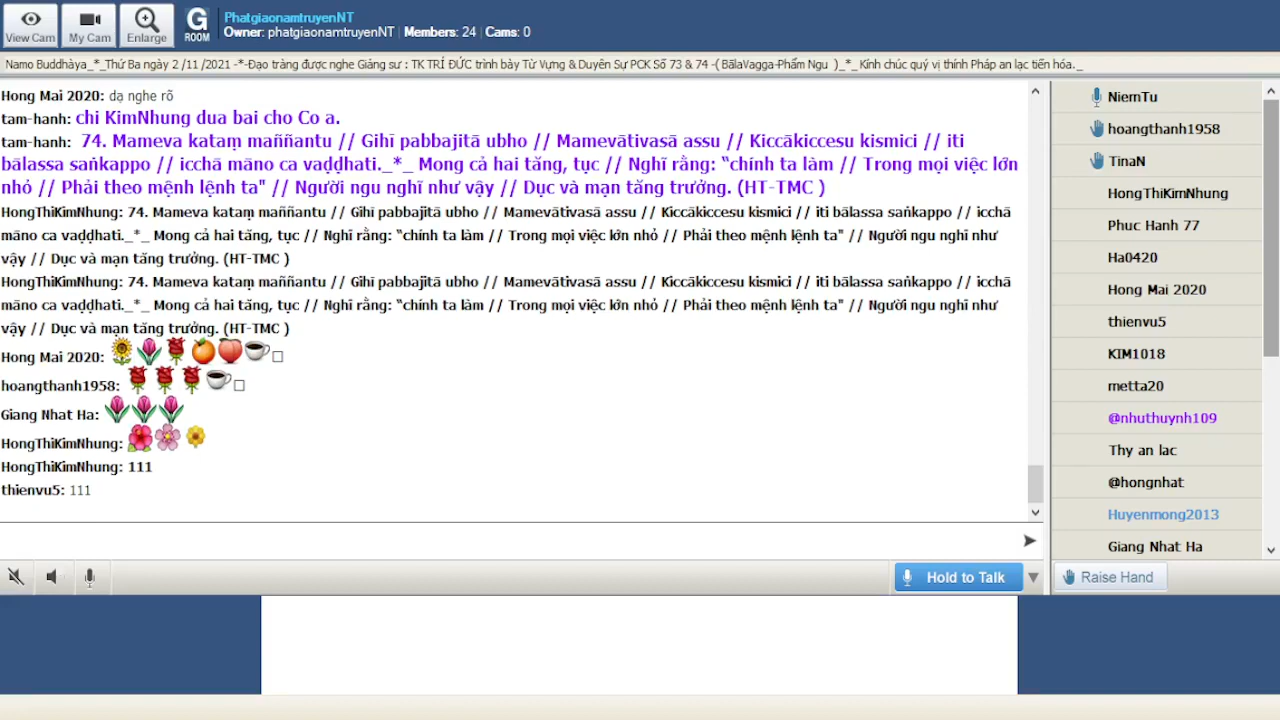 View Cam
My Cam
Enlarge
G
ROOM
PhatgiaonamtruyenNT
Owner: phatgiaonamtruyenNT | Members: 24 | Cams: 0
Namo Buddhàya_*_Thứ Ba ngày 2 /11 /2021 -*-Đạo tràng được nghe Giảng sư : TK TRÍ ĐỨC trình bày Từ Vựng & Duyên Sự PCK Số 73 & 74 -( BãlaVagga-Phẩm Ngu )_*_ Kính chúc quý vị thính Pháp an lạc tiến hóa._
Hong Mai 2020: dạ nghe rõ
tam-hanh: chi KimNhung dua bai cho Co a.
tam-hanh: 74. Mameva kataṃ maññantu // Gihī pabbajitā ubho // Mamevātivasā assu // Kiccākiccesu kismici // iti
bālassa saṅkappo // icchā māno ca vaḍḍhati._*_ Mong cả hai tăng, tục // Nghĩ rằng: “chính ta làm // Trong mọi việc lớn
nhỏ // Phải theo mệnh lệnh ta" // Người ngu nghĩ như vậy // Dục và mạn tăng trưởng. (HT-TMC )
HongThiKimNhung: 74. Mameva kataṃ maññantu // Gihī pabbajitā ubho // Mamevātivasā assu // Kiccākiccesu kismici // iti bālassa saṅkappo // icchā
māno ca vaḍḍhati._*_ Mong cả hai tăng, tục // Nghĩ rằng: “chính ta làm // Trong mọi việc lớn nhỏ // Phải theo mệnh lệnh ta" // Người ngu nghĩ như
vậy // Dục và mạn tăng trưởng. (HT-TMC )
HongThiKimNhung: 74. Mameva kataṃ maññantu // Gihī pabbajitā ubho // Mamevātivasā assu // Kiccākiccesu kismici // iti bālassa saṅkappo // icchā
māno ca vaḍḍhati._*_ Mong cả hai tăng, tục // Nghĩ rằng: “chính ta làm // Trong mọi việc lớn nhỏ // Phải theo mệnh lệnh ta" // Người ngu nghĩ như
vậy // Dục và mạn tăng trưởng. (HT-TMC )
Hong Mai 2020:
hoangthanh1958:
Giang Nhat Ha:
HongThiKimNhung:
HongThiKimNhung: 111
thienvu5: 111
Hold to Talk
NiemTu
hoangthanh1958
TinaN
HongThiKimNhung
Phuc Hanh 77
Ha0420
Hong Mai 2020
thienvu5
KIM1018
metta20
@nhuthuynh109
Thy an lac
@hongnhat
Huyenmong2013
Giang Nhat Ha
Raise Hand